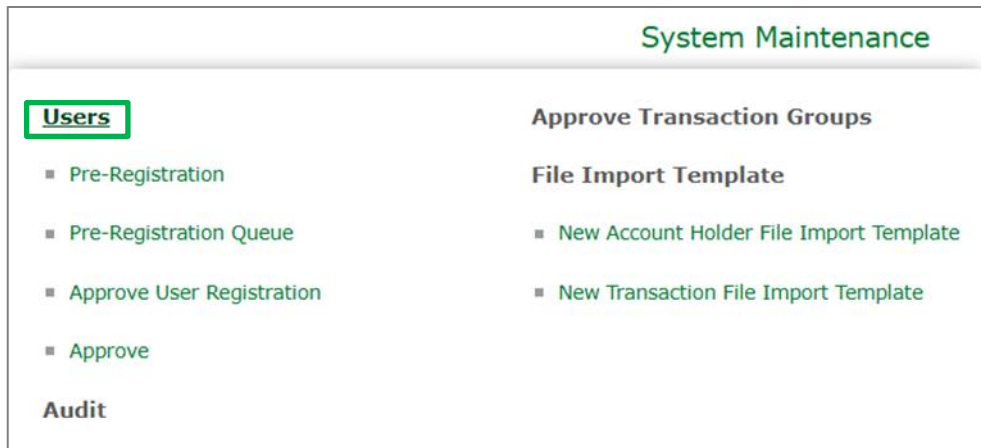 System Maintenance
Users
Pre-Registration
Pre-Registration Queue
Approve User Registration
Approve
Audit
Approve Transaction Groups
File Import Template
New Account Holder File Import Template
New Transaction File Import Template